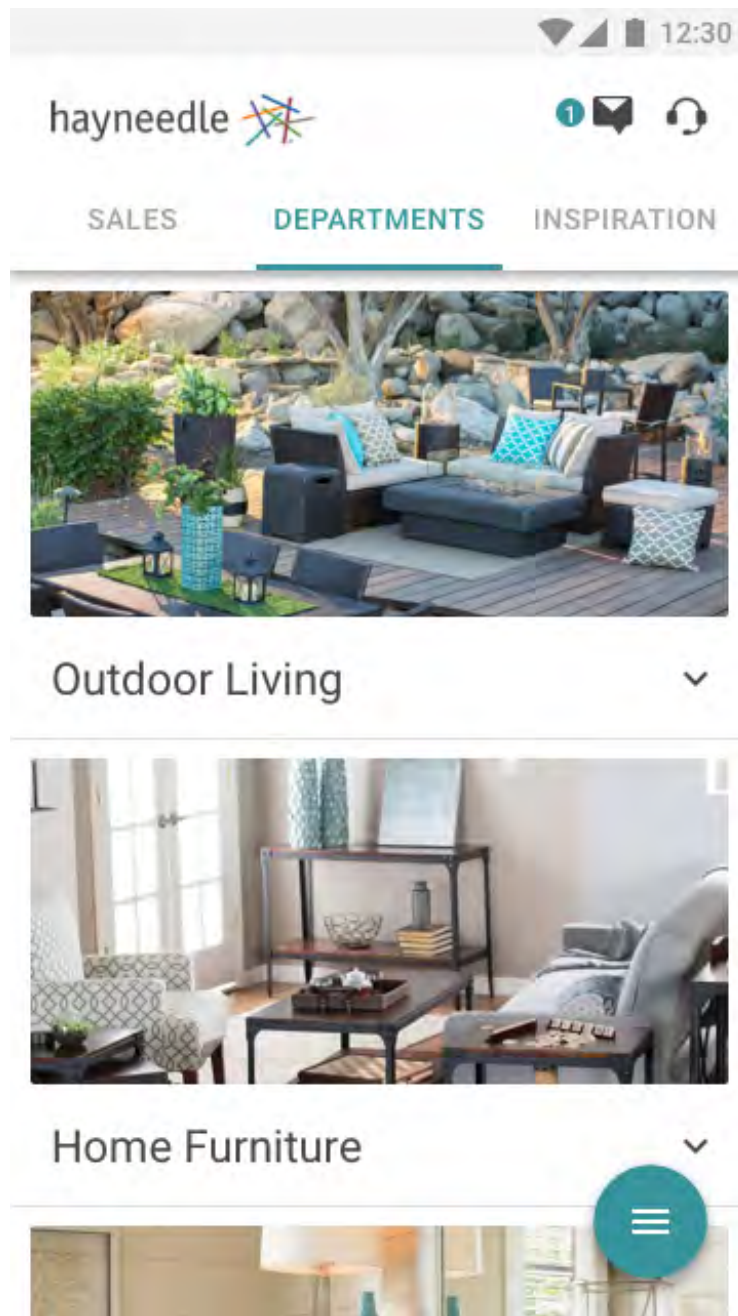 12:30
hayneedle
1
SALES DEPARTMENTS INSPIRATION
Outdoor Living
Home Furniture